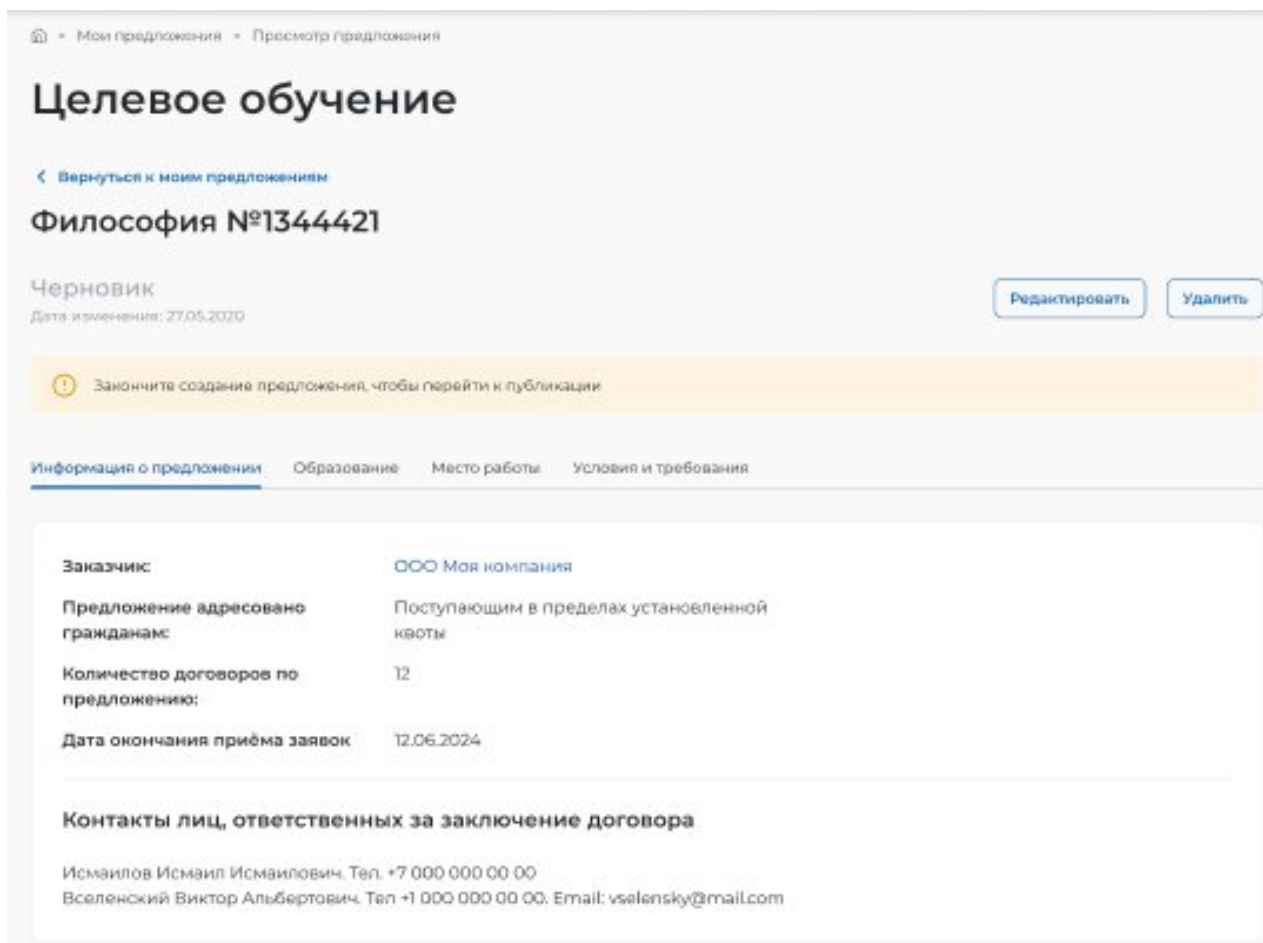 Мои предложения • Просмотр предложения
Целевое обучение
Вернуться к моим предложениям
Философия №1344421
Черновик
Редактировать Удалить
Дата изменения: 27.05.2020
Закончите создание предложения, чтобы перейти к публикации
Информация о предложении Образование Место работы Условия и требования
Заказчик: ООО Моя компания
Предложение адресовано Поступающим в пределах установленной
гражданам: квоты
Количество договоров по 12
предложению:
Дата окончания приёма заявок 12.06.2024
Контакты лиц, ответственных за заключение договора
Исмаилов Исмаил Исмаилович. Тел. +7 000 000 00 00
Вселенский Виктор Альбертович. Тел +1 000 000 00 00. Email: vselensky@mail.com